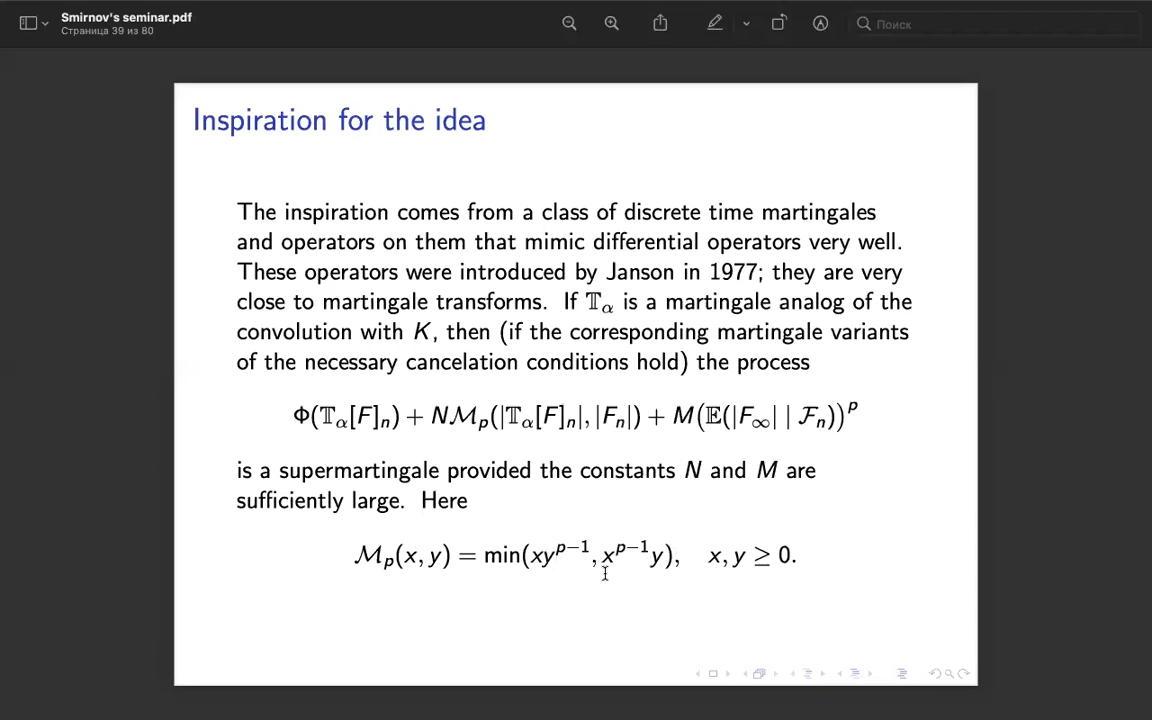 Smirnov's seminar.pdf
Страница 39 из 80
Поиск
Inspiration for the idea
The inspiration comes from a class of discrete time martingales
and operators on them that mimic differential operators very well.
These operators were introduced by Janson in 1977; they are very
close to martingale transforms. If 𝕋_α is a martingale analog of the
convolution with K, then (if the corresponding martingale variants
of the necessary cancelation conditions hold) the process
Φ(𝕋_α[F]_n) + Nℳ_p(|𝕋_α[F]_n|, |F_n|) + M(𝔼(|F_∞| | ℱ_n))^p
is a supermartingale provided the constants N and M are
sufficiently large. Here
ℳ_p(x, y) = min(xy^{p−1}, x^{p−1}y), x, y ≥ 0.